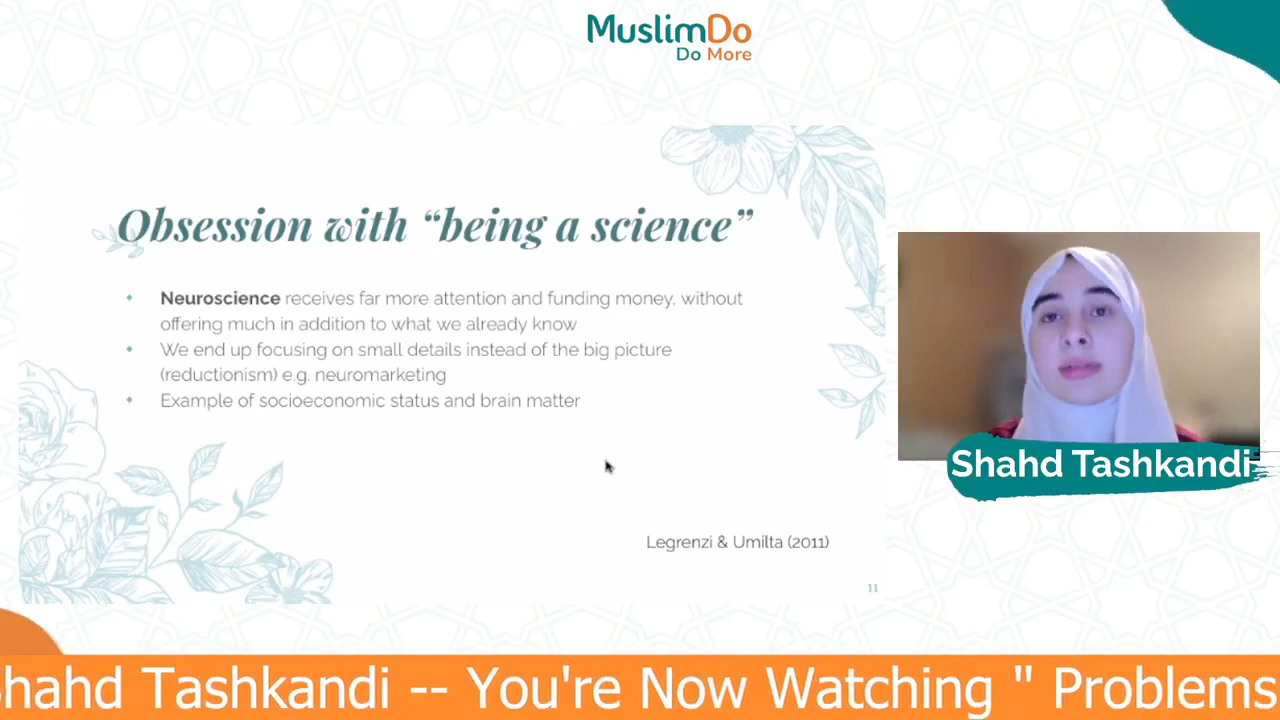 MuslimDo
Do More
Obsession with “being a science”
Neuroscience receives far more attention and funding money, without
offering much in addition to what we already know
We end up focusing on small details instead of the big picture
(reductionism) e.g. neuromarketing
Example of socioeconomic status and brain matter
Legrenzi & Umilta (2011)
11
Shahd Tashkandi
Shahd Tashkandi -- You're Now Watching " Problems